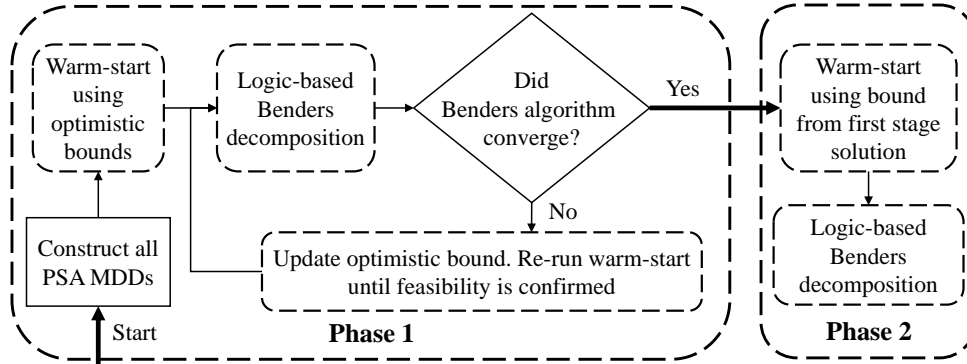 Start
Construct all
PSA MDDs
Warm-start
using
optimistic
bounds
Logic-based
Benders
decomposition
Did
Benders algorithm
converge?
Yes
No
Update optimistic bound. Re-run warm-start
until feasibility is confirmed
Phase 1
Warm-start
using bound
from first stage
solution
Logic-based
Benders
decomposition
Phase 2